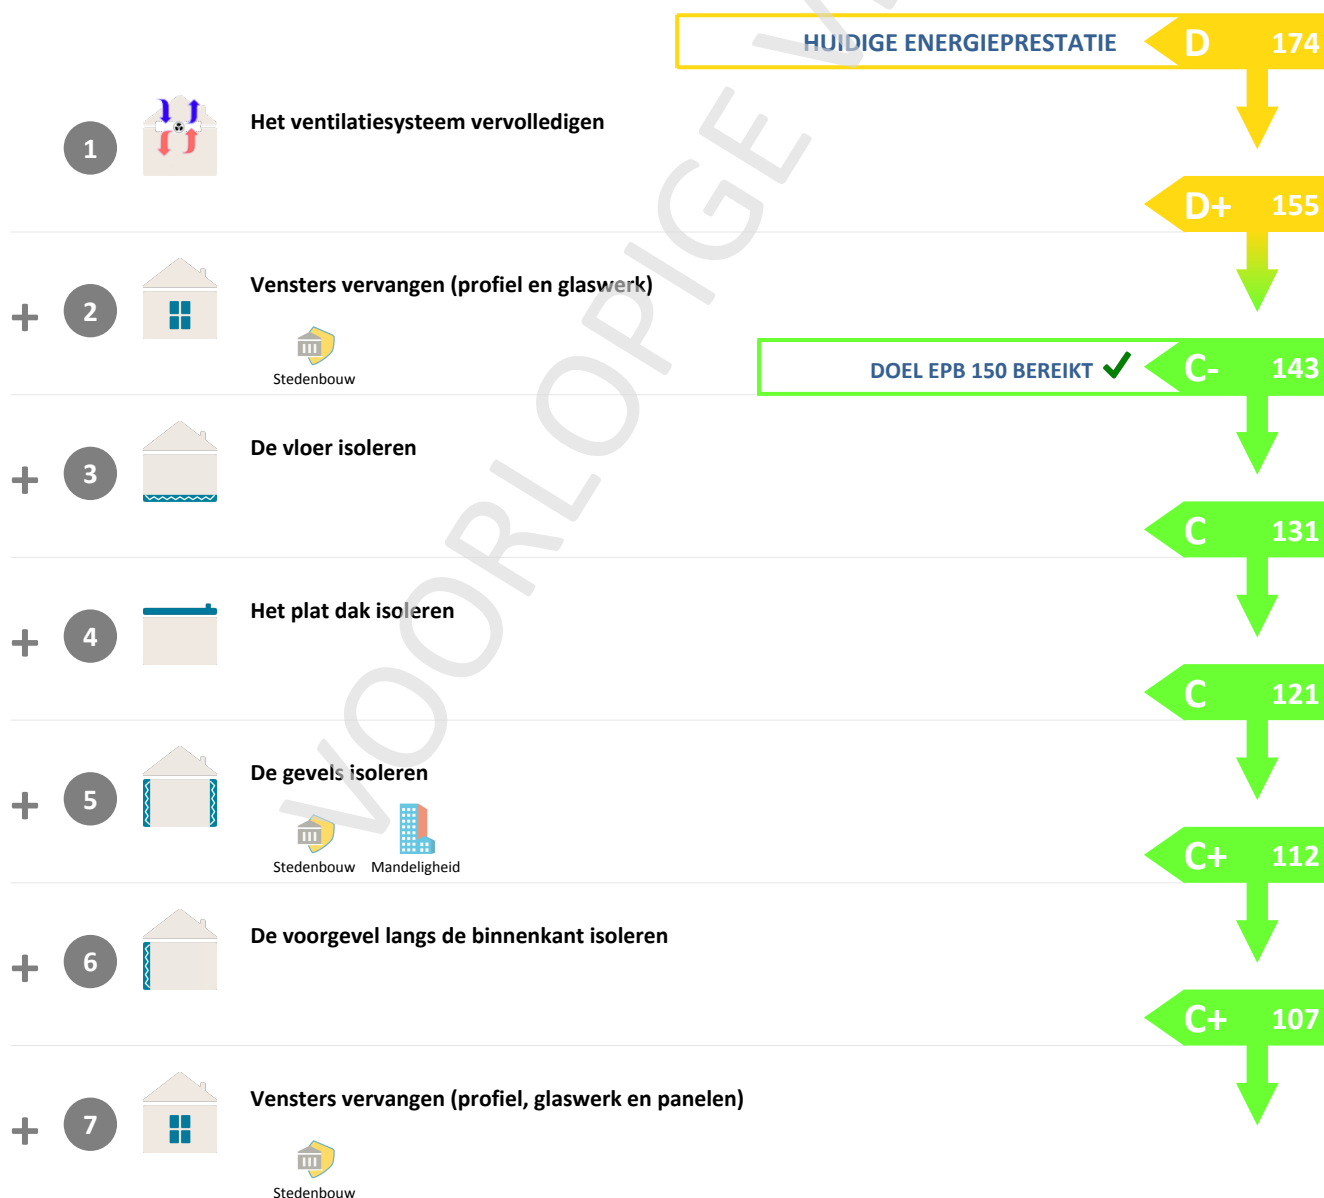 HUIDIGE ENERGIEPRESTATIE D 174
1 Het ventilatiesysteem vervolledigen
D+ 155
+ 2 Vensters vervangen (profiel en glaswerk)
Stedenbouw
DOEL EPB 150 BEREIKT C- 143
+ 3 De vloer isoleren
C 131
+ 4 Het plat dak isoleren
C 121
+ 5 De gevels isoleren
Stedenbouw Mandeligheid
C+ 112
+ 6 De voorgevel langs de binnenkant isoleren
C+ 107
+ 7 Vensters vervangen (profiel, glaswerk en panelen)
Stedenbouw
VOORLOPIGE